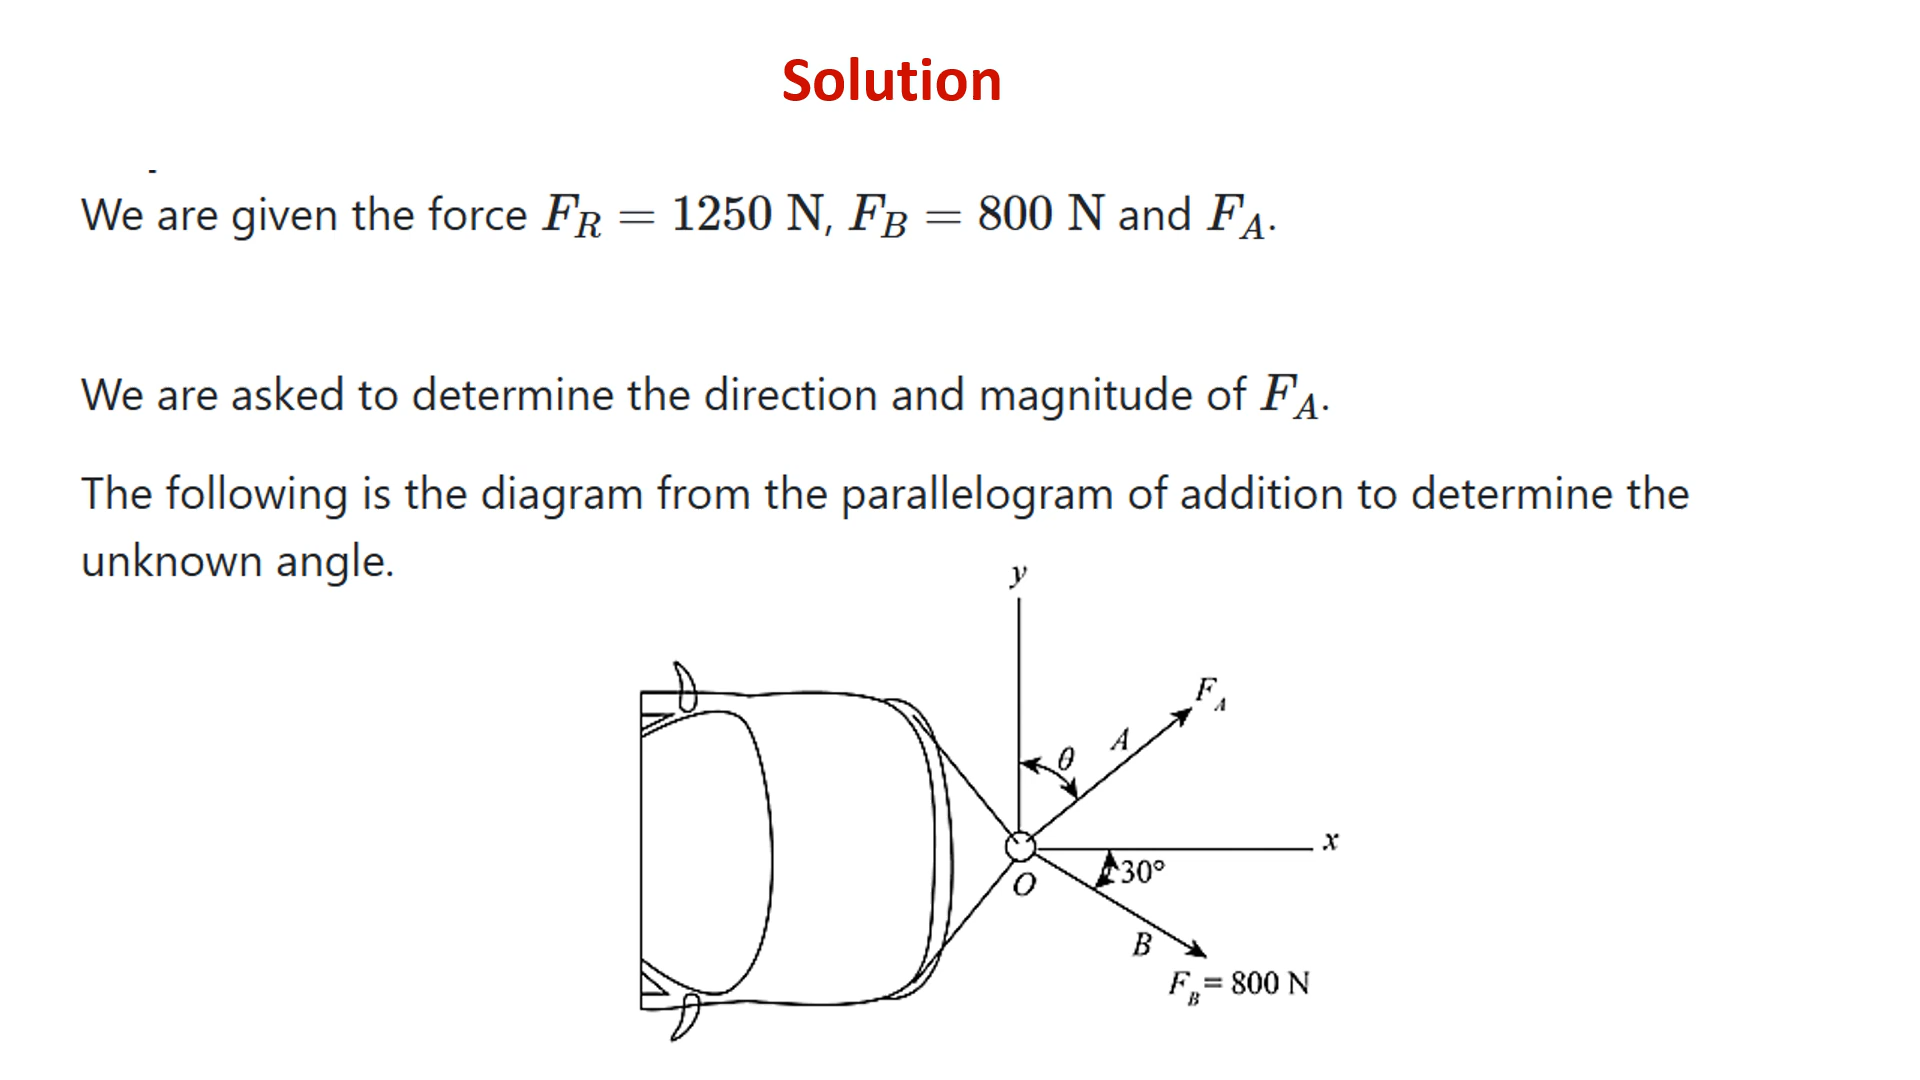 Solution
We are given the force F_R = 1250 N, F_B = 800 N and F_A.
We are asked to determine the direction and magnitude of F_A.
The following is the diagram from the parallelogram of addition to determine the
unknown angle.
y
F_A
A
θ
x
30°
O
B
F_B = 800 N